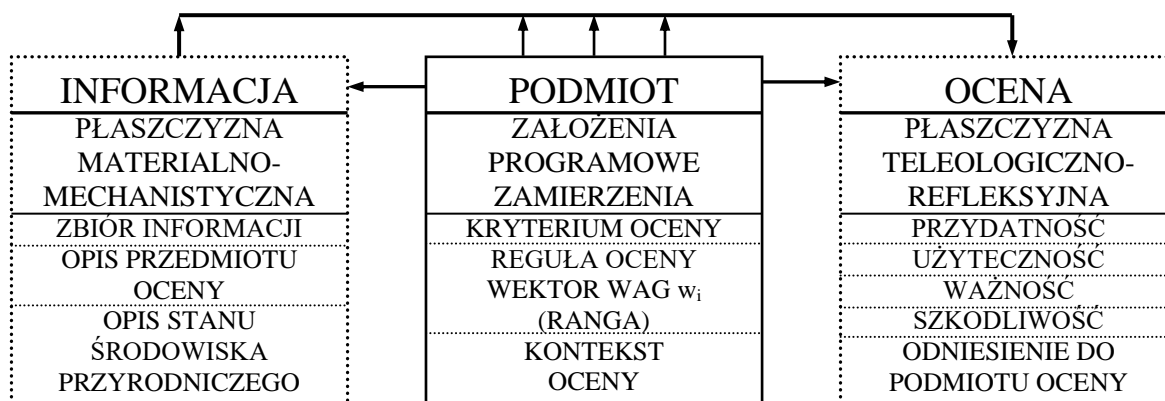 INFORMACJA
PŁASZCZYZNA
MATERIALNO-
MECHANISTYCZNA
ZBIÓR INFORMACJI
OPIS PRZEDMIOTU
OCENY
OPIS STANU
ŚRODOWISKA
PRZYRODNICZEGO
PODMIOT
ZAŁOŻENIA
PROGRAMOWE
ZAMIERZENIA
KRYTERIUM OCENY
REGUŁA OCENY
WEKTOR WAG wᵢ
(RANGA)
KONTEKST
OCENY
OCENA
PŁASZCZYZNA
TELEOLOGICZNO-
REFLEKSYJNA
PRZYDATNOŚĆ
UŻYTECZNOŚĆ
WAŻNOŚĆ
SZKODLIWOŚĆ
ODNIESIENIE DO
PODMIOTU OCENY